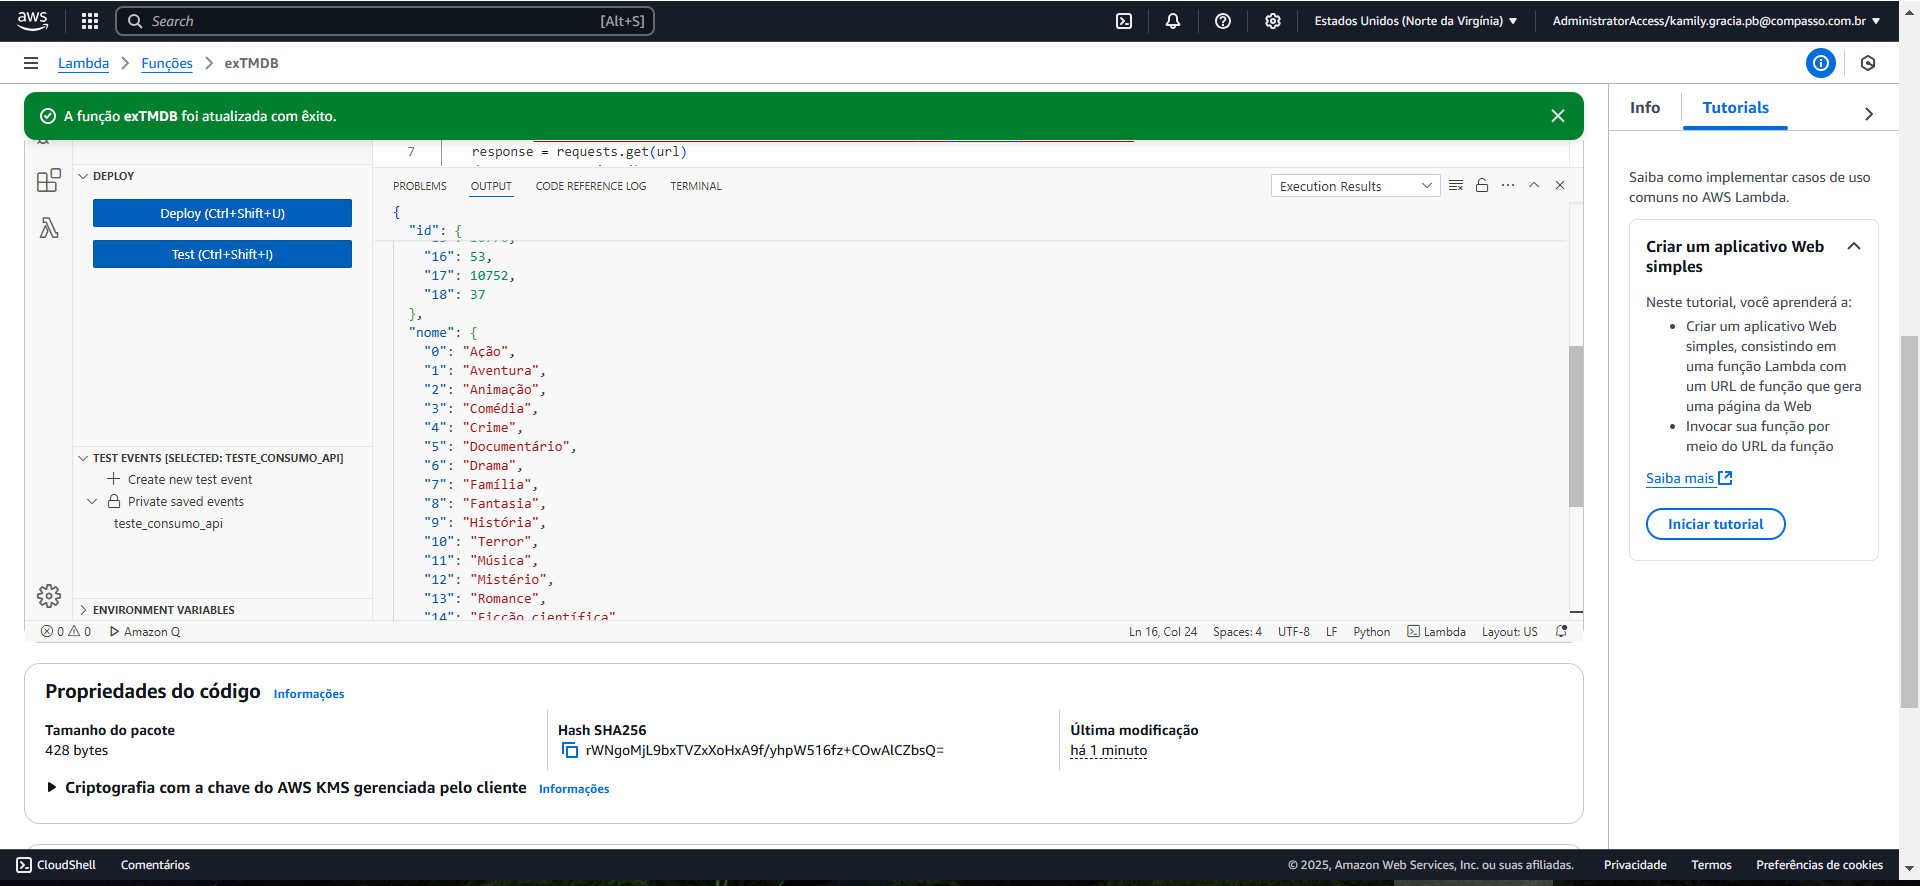 aws
Search
[Alt+S]
Estados Unidos (Norte da Virgínia)
AdministratorAccess/kamily.gracia.pb@compasso.com.br
Lambda
Funções
exTMDB
A função exTMDB foi atualizada com êxito.
7
response = requests.get(url)
DEPLOY
Deploy (Ctrl+Shift+U)
Test (Ctrl+Shift+I)
TEST EVENTS [SELECTED: TESTE_CONSUMO_API]
Create new test event
Private saved events
teste_consumo_api
ENVIRONMENT VARIABLES
PROBLEMS
OUTPUT
CODE REFERENCE LOG
TERMINAL
Execution Results
{
"id": {
"16": 53,
"17": 10752,
"18": 37
},
"nome": {
"0": "Ação",
"1": "Aventura",
"2": "Animação",
"3": "Comédia",
"4": "Crime",
"5": "Documentário",
"6": "Drama",
"7": "Família",
"8": "Fantasia",
"9": "História",
"10": "Terror",
"11": "Música",
"12": "Mistério",
"13": "Romance",
"14": "Ficção científica"
0 0
Amazon Q
Ln 16, Col 24
Spaces: 4
UTF-8
LF
Python
Lambda
Layout: US
Propriedades do código
Informações
Tamanho do pacote
428 bytes
Hash SHA256
rWNgoMjL9bxTVZxXoHxA9f/yhpW516fz+COwAlCZbsQ=
Última modificação
há 1 minuto
Criptografia com a chave do AWS KMS gerenciada pelo cliente
Informações
Info
Tutorials
Saiba como implementar casos de uso
comuns no AWS Lambda.
Criar um aplicativo Web
simples
Neste tutorial, você aprenderá a:
Criar um aplicativo Web
simples, consistindo em
uma função Lambda com
um URL de função que gera
uma página da Web
Invocar sua função por
meio do URL da função
Saiba mais
Iniciar tutorial
CloudShell
Comentários
© 2025, Amazon Web Services, Inc. ou suas afiliadas.
Privacidade
Termos
Preferências de cookies